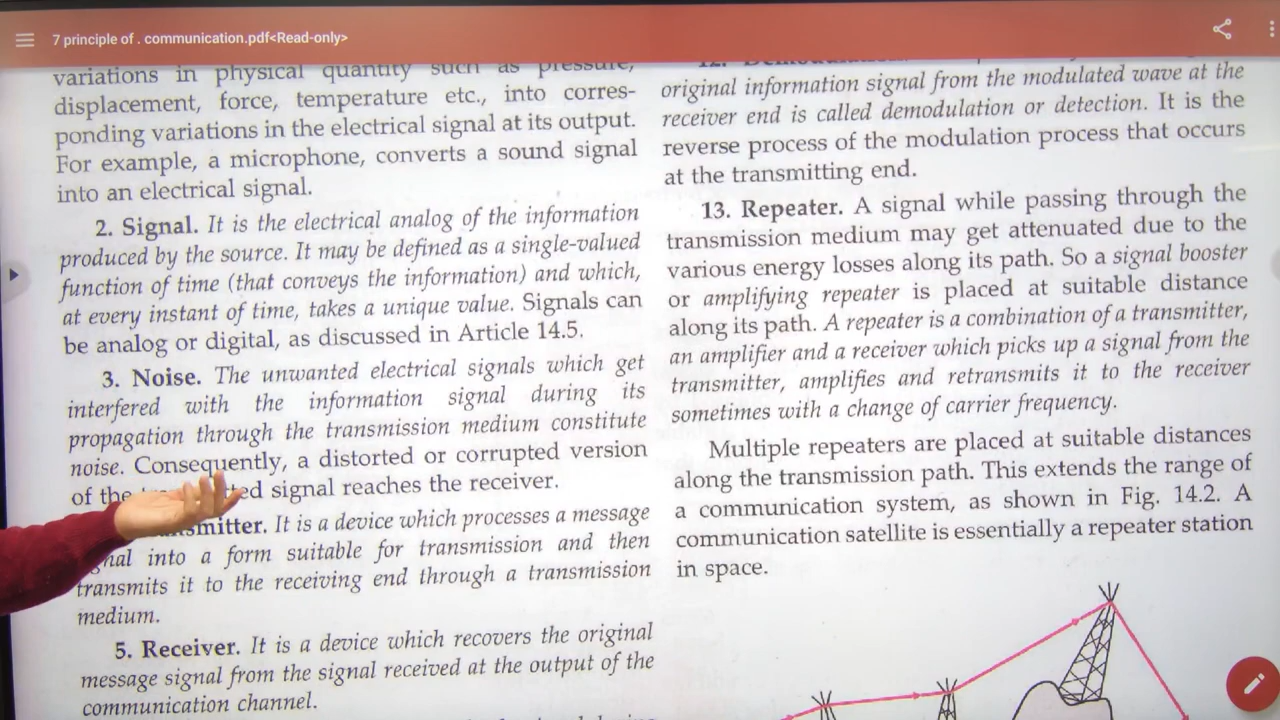 7 principle of . communication.pdf<Read-only>
variations in physical quantity such as pressure,
displacement, force, temperature etc., into corres-
ponding variations in the electrical signal at its output.
For example, a microphone, converts a sound signal
into an electrical signal.
2. Signal. It is the electrical analog of the information
produced by the source. It may be defined as a single-valued
function of time (that conveys the information) and which,
at every instant of time, takes a unique value. Signals can
be analog or digital, as discussed in Article 14.5.
3. Noise. The unwanted electrical signals which get
interfered with the information signal during its
propagation through the transmission medium constitute
noise. Consequently, a distorted or corrupted version
of the signal reaches the receiver.
It is a device which processes a message
into a form suitable for transmission and then
transmits it to the receiving end through a transmission
medium.
5. Receiver. It is a device which recovers the original
message signal from the signal received at the output of the
communication channel.
12.
original information signal from the modulated wave at the
receiver end is called demodulation or detection. It is the
reverse process of the modulation process that occurs
at the transmitting end.
13. Repeater. A signal while passing through the
transmission medium may get attenuated due to the
various energy losses along its path. So a signal booster
or amplifying repeater is placed at suitable distance
along its path. A repeater is a combination of a transmitter,
an amplifier and a receiver which picks up a signal from the
transmitter, amplifies and retransmits it to the receiver
sometimes with a change of carrier frequency.
Multiple repeaters are placed at suitable distances
along the transmission path. This extends the range of
a communication system, as shown in Fig. 14.2. A
communication satellite is essentially a repeater station
in space.